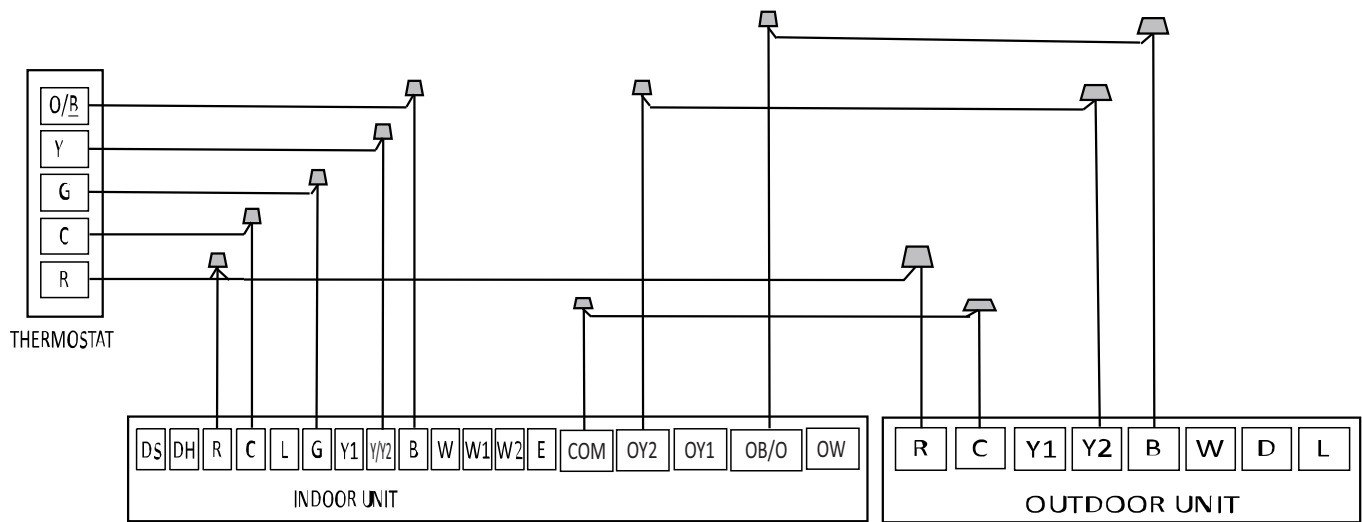 O/B
Y
G
C
R
THERMOSTAT
DS DH R C L G Y1 Y/Y2 B W W1 W2 E COM OY2 OY1 OB/O OW
INDOOR UNIT
R C Y1 Y2 B W D L
OUTDOOR UNIT